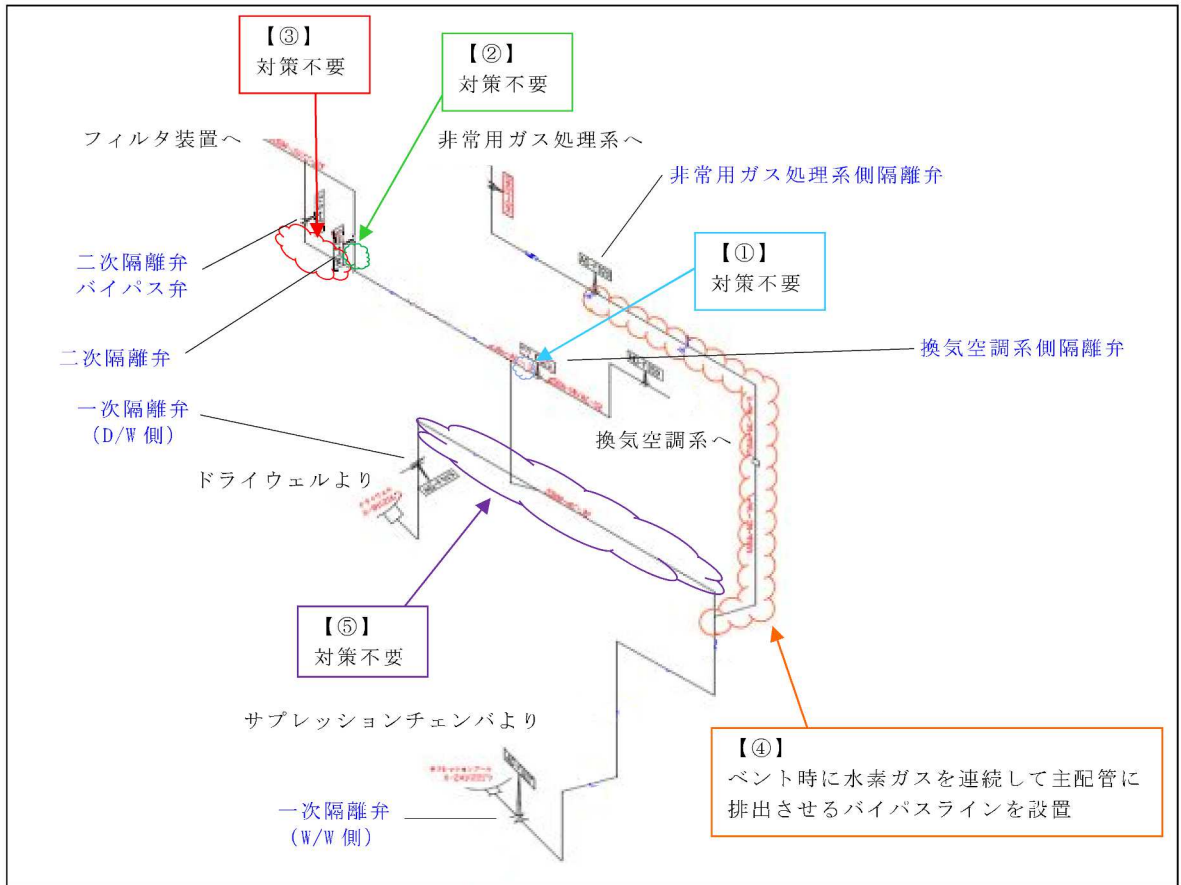 【③】
対策不要
【②】
対策不要
フィルタ装置へ
非常用ガス処理系へ
非常用ガス処理系側隔離弁
【①】
対策不要
二次隔離弁
バイパス弁
二次隔離弁
換気空調系側隔離弁
一次隔離弁
(D/W 側)
換気空調系へ
ドライウェルより
【⑤】
対策不要
サプレッションチェンバより
【④】
ベント時に水素ガスを連続して主配管に
排出させるバイパスラインを設置
一次隔離弁
(W/W 側)